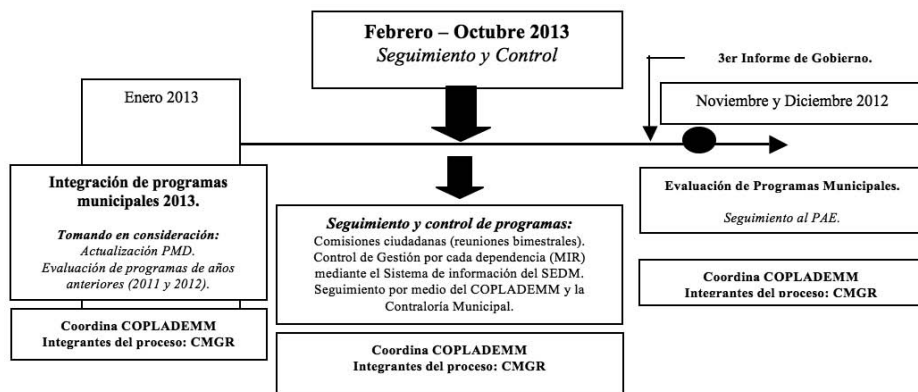 Febrero – Octubre 2013
Seguimiento y Control
3er Informe de Gobierno.
Enero 2013
Noviembre y Diciembre 2012
Integración de programas
municipales 2013.
Tomando en consideración:
Actualización PMD.
Evaluación de programas de años
anteriores (2011 y 2012).
Coordina COPLADEMM
Integrantes del proceso: CMGR
Seguimiento y control de programas:
Comisiones ciudadanas (reuniones bimestrales).
Control de Gestión por cada dependencia (MIR)
mediante el Sistema de información del SEDM.
Seguimiento por medio del COPLADEMM y la
Contraloría Municipal.
Coordina COPLADEMM
Integrantes del proceso: CMGR
Evaluación de Programas Municipales.
Seguimiento al PAE.
Coordina COPLADEMM
Integrantes del proceso: CMGR